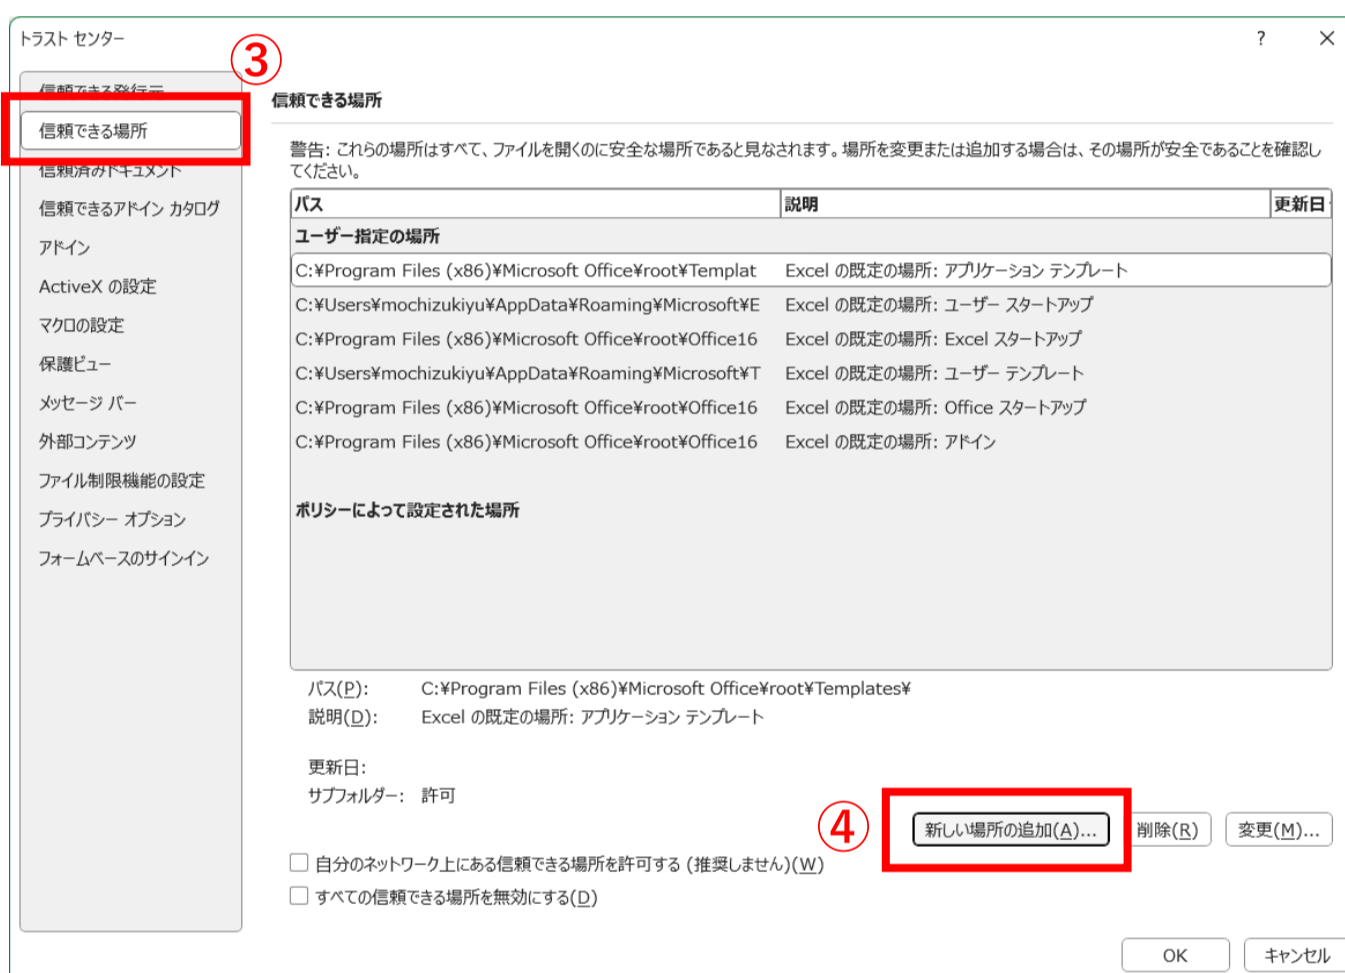 トラスト センター
?
③
信頼できる発行元
信頼できる場所
信頼済みドキュメント
信頼できるアドイン カタログ
アドイン
ActiveX の設定
マクロの設定
保護ビュー
メッセージ バー
外部コンテンツ
ファイル制限機能の設定
プライバシー オプション
フォームベースのサインイン
信頼できる場所
警告: これらの場所はすべて、ファイルを開くのに安全な場所であると見なされます。場所を変更または追加する場合は、その場所が安全であることを確認し
てください。
パス 説明 更新日
ユーザー指定の場所
C:¥Program Files (x86)¥Microsoft Office¥root¥Templat Excel の既定の場所: アプリケーション テンプレート
C:¥Users¥mochizukiyu¥AppData¥Roaming¥Microsoft¥E Excel の既定の場所: ユーザー スタートアップ
C:¥Program Files (x86)¥Microsoft Office¥root¥Office16 Excel の既定の場所: Excel スタートアップ
C:¥Users¥mochizukiyu¥AppData¥Roaming¥Microsoft¥T Excel の既定の場所: ユーザー テンプレート
C:¥Program Files (x86)¥Microsoft Office¥root¥Office16 Excel の既定の場所: Office スタートアップ
C:¥Program Files (x86)¥Microsoft Office¥root¥Office16 Excel の既定の場所: アドイン
ポリシーによって設定された場所
パス(P): C:¥Program Files (x86)¥Microsoft Office¥root¥Templates¥
説明(D): Excel の既定の場所: アプリケーション テンプレート
更新日:
サブフォルダー: 許可
④
新しい場所の追加(A)... 削除(R) 変更(M)...
自分のネットワーク上にある信頼できる場所を許可する (推奨しません)(W)
すべての信頼できる場所を無効にする(D)
OK キャンセル